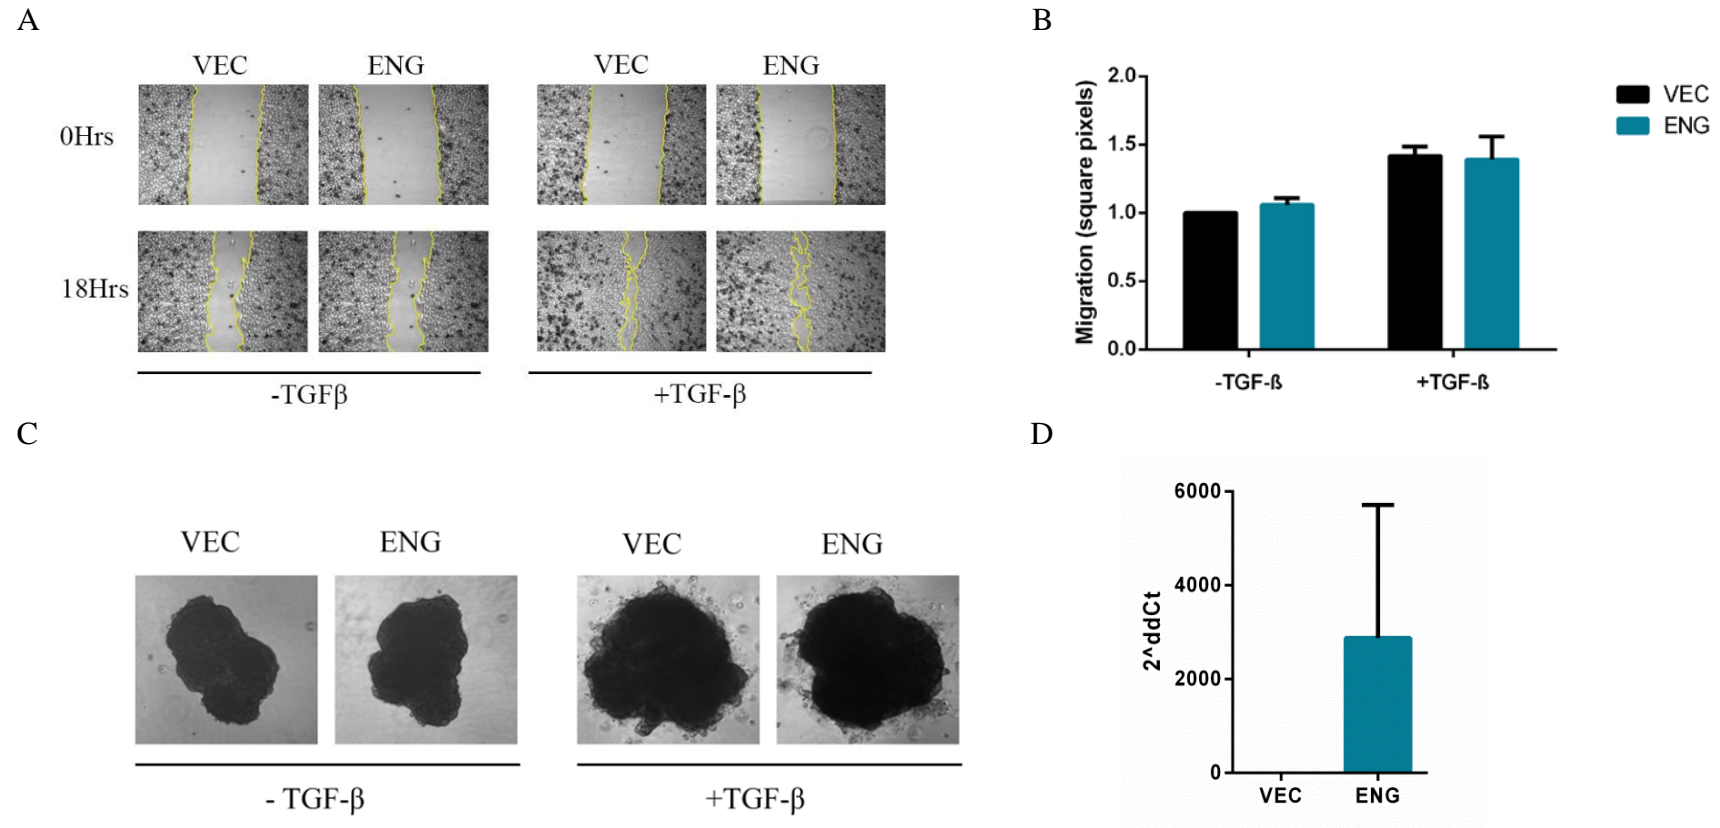 A
VEC ENG VEC ENG
0Hrs
18Hrs
-TGFβ +TGF-β
B
Migration (square pixels)
2.0
1.5
1.0
0.5
0.0
-TGF-ß +TGF-ß
VEC
ENG
C
VEC ENG VEC ENG
- TGF-β +TGF-β
D
2^ddCt
6000
4000
2000
0
VEC ENG